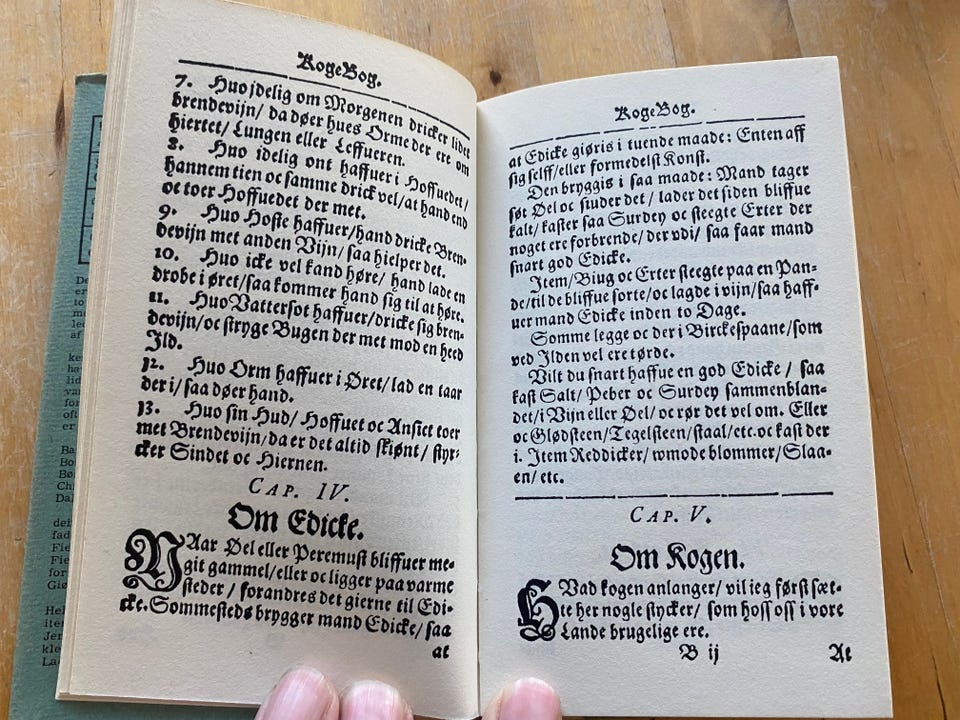 KogeBog.
7. Huo idelig om Morgenen dricker lidet
brendevijn/ da døer hues Orme der ere om
hiertet/ Lungen eller Leffueren.
8. Huo idelig ont haffuer i Hoffuedet/
hannem tien oc samme drick vel/ at hand end
oc toer Hoffuedet der met.
9. Huo Hoste haffuer/ hand dricke Bren-
devijn met anden Vijn/ saa hielper det.
10. Huo icke vel kand høre/ hand lade en
drobe i øret/ saa kommer hand sig til at høre.
11. Huo Vattersot haffuer/ dricke sig bren-
devijn/ oc stryge Bugen der met mod en heed
Ild.
12. Huo Orm haffuer i Øret/ lad en taar
der i/ saa døer hand.
13. Huo sin Hud/ Hoffuet oc Ansict toer
met Brendevijn/ da er det altid skiønt/ styr-
cker Sindet oc Hiernen.
CAP. IV.
Om Edicke.
NAar Øel eller Peremust bliffuer me-
git gammel/ eller oc ligger paa varme
steder/ forandres det gierne til Edi-
cke. Sommesteds brygger mand Edicke/ saa
at
KogeBog.
at Edicke giøris i tuende maade: Enten aff
sig selff/ eller formedelst Konst.
Den bryggis i saa maade: Mand tager
søt Øel oc siuder det/ lader det siden bliffue
kalt/ kaster saa Surdey oc steegte Erter der
noget ere forbrende/ der vdi/ saa faar mand
snart god Edicke.
Item/ Biug oc Erter steegte paa en Pan-
de/ til de bliffue sorte/ oc lagde i vijn/ saa haff-
uer mand Edicke inden to Dage.
Somme legge oc der i Birckespaane/ som
ved Ilden vel ere tørde.
Vilt du snart haffue en god Edicke/ saa
kast Salt/ Peber oc Surdey sammenblan-
det/ i Vijn eller Øel/ oc rør det vel om. Eller
oc Glødsteen/ Tegelsteen/ staal/ etc. oc kast der
i. Item Reddicker/ wmode blommer/ Slaa-
en/ etc.
CAP. V.
Om Kogen.
HVad kogen anlanger/ vil ieg først sæt-
te her nogle stycker/ som hoss oss i vore
Lande brugelige ere.
B ij At